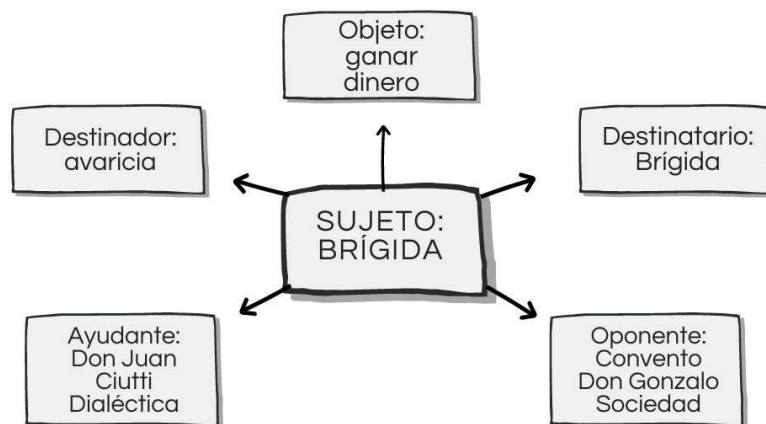 Objeto:
ganar
dinero
Destinador:
avaricia
Destinatario:
Brígida
SUJETO:
BRÍGIDA
Ayudante:
Don Juan
Ciutti
Dialéctica
Oponente:
Convento
Don Gonzalo
Sociedad